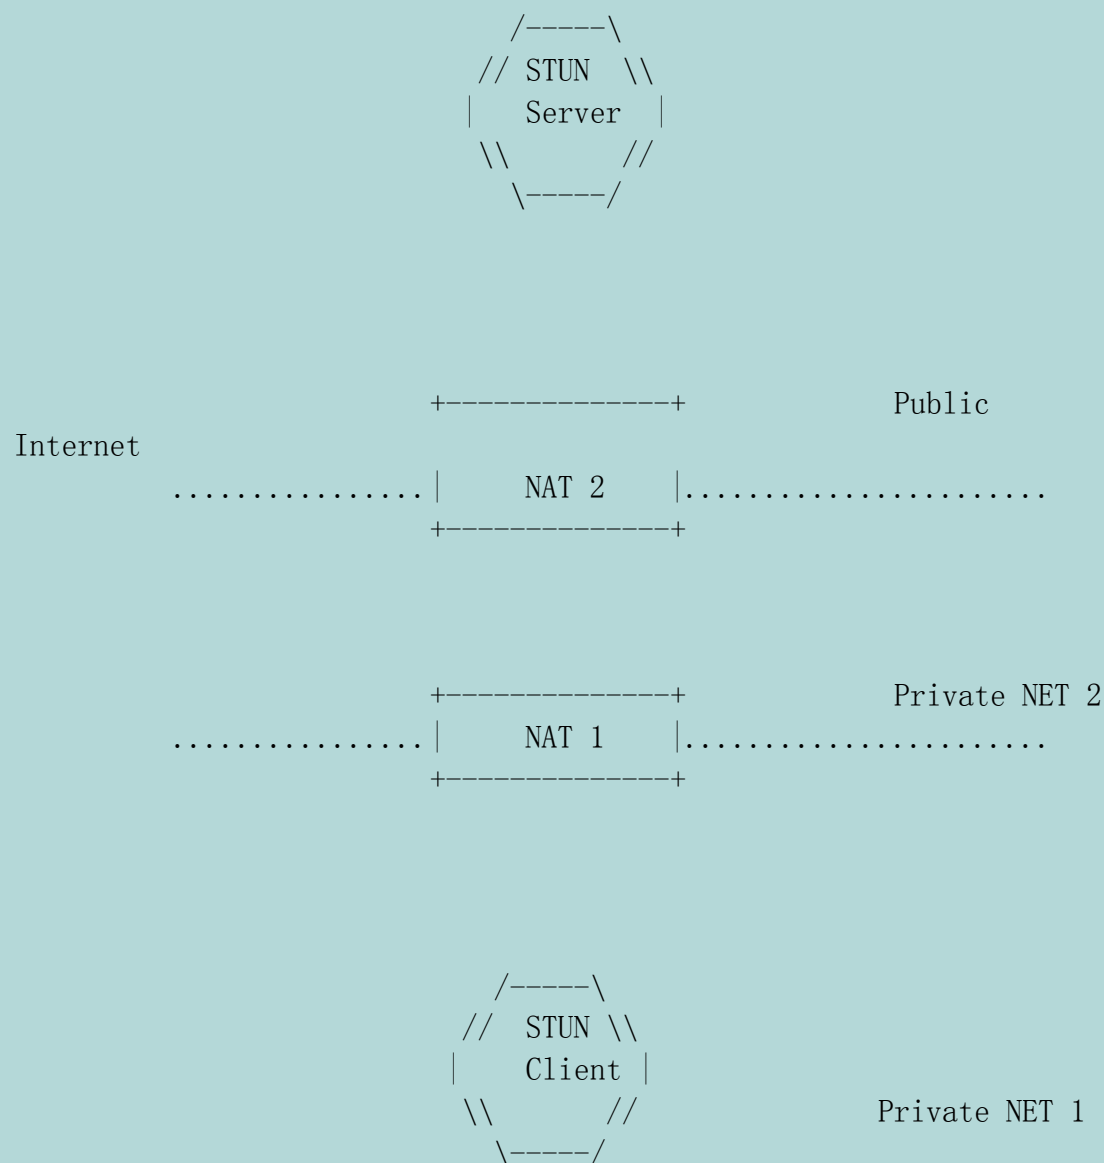 /-----\
// STUN \\
| Server |
\\ //
\-----/
+--------------+ Public
Internet
................| NAT 2 |.......................
+--------------+
+--------------+ Private NET 2
................| NAT 1 |.......................
+--------------+
/-----\
// STUN \\
| Client |
\\ // Private NET 1
\-----/